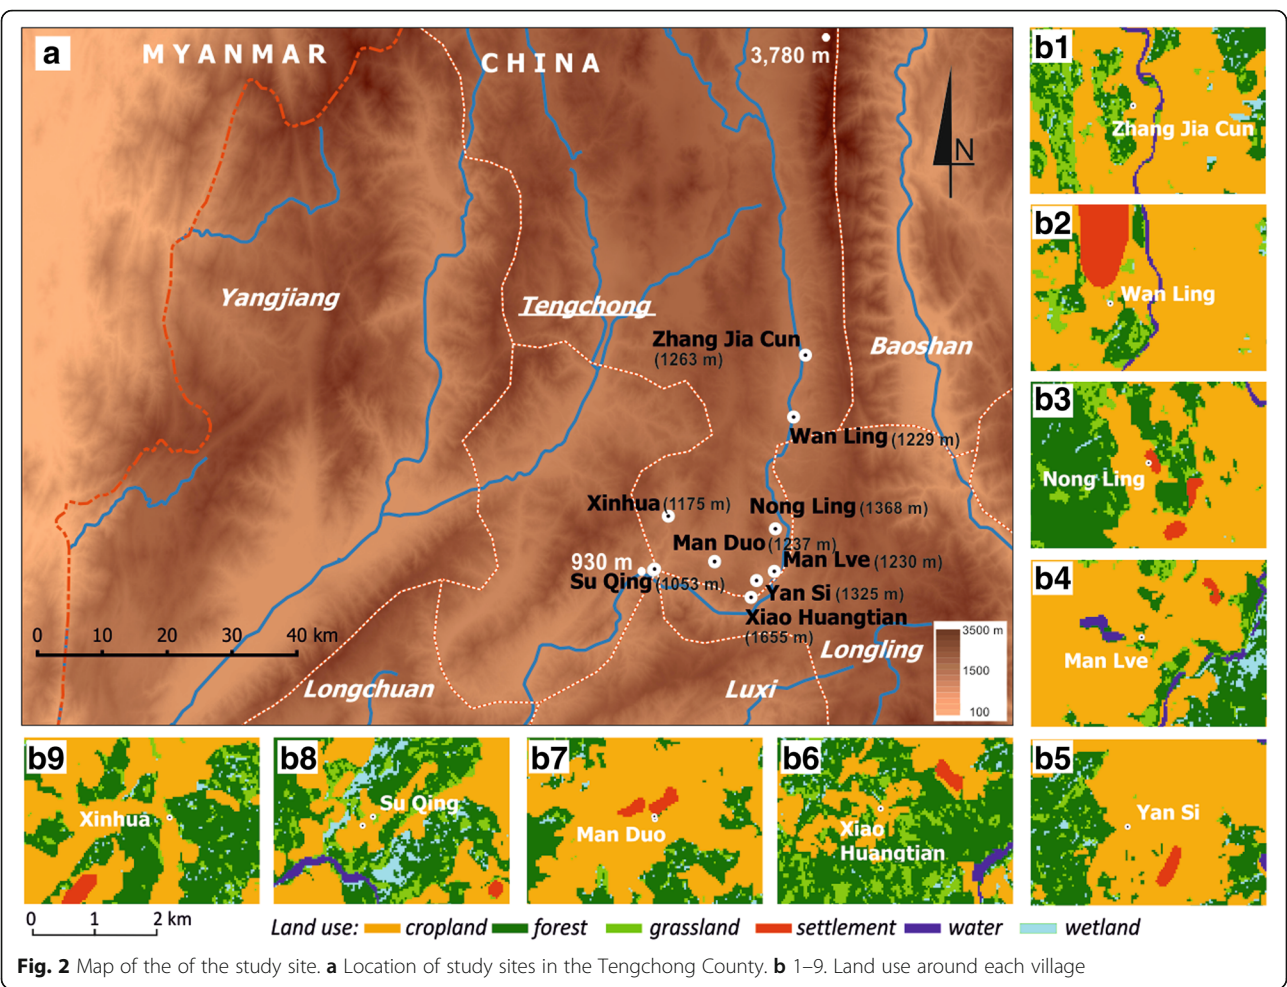 a
MYANMAR
CHINA
3,780 m
N
Yangjiang
Tengchong
Baoshan
Zhang Jia Cun
(1263 m)
Wan Ling (1229 m)
Xinhua (1175 m)
Nong Ling (1368 m)
Man Duo (1237 m)
Man Lve (1230 m)
930 m
Su Qing (1053 m)
Yan Si (1325 m)
Xiao Huangtian
(1655 m)
0 10 20 30 40 km
Longchuan
Luxi
Longling
3500 m
1500
100
b1
Zhang Jia Cun
b2
Wan Ling
b3
Nong Ling
b4
Man Lve
b5
Yan Si
b6
Xiao
Huangtian
b7
Man Duo
b8
Su Qing
b9
Xinhua
0 1 2 km
Land use: cropland forest grassland settlement water wetland
Fig. 2 Map of the of the study site. a Location of study sites in the Tengchong County. b 1–9. Land use around each village